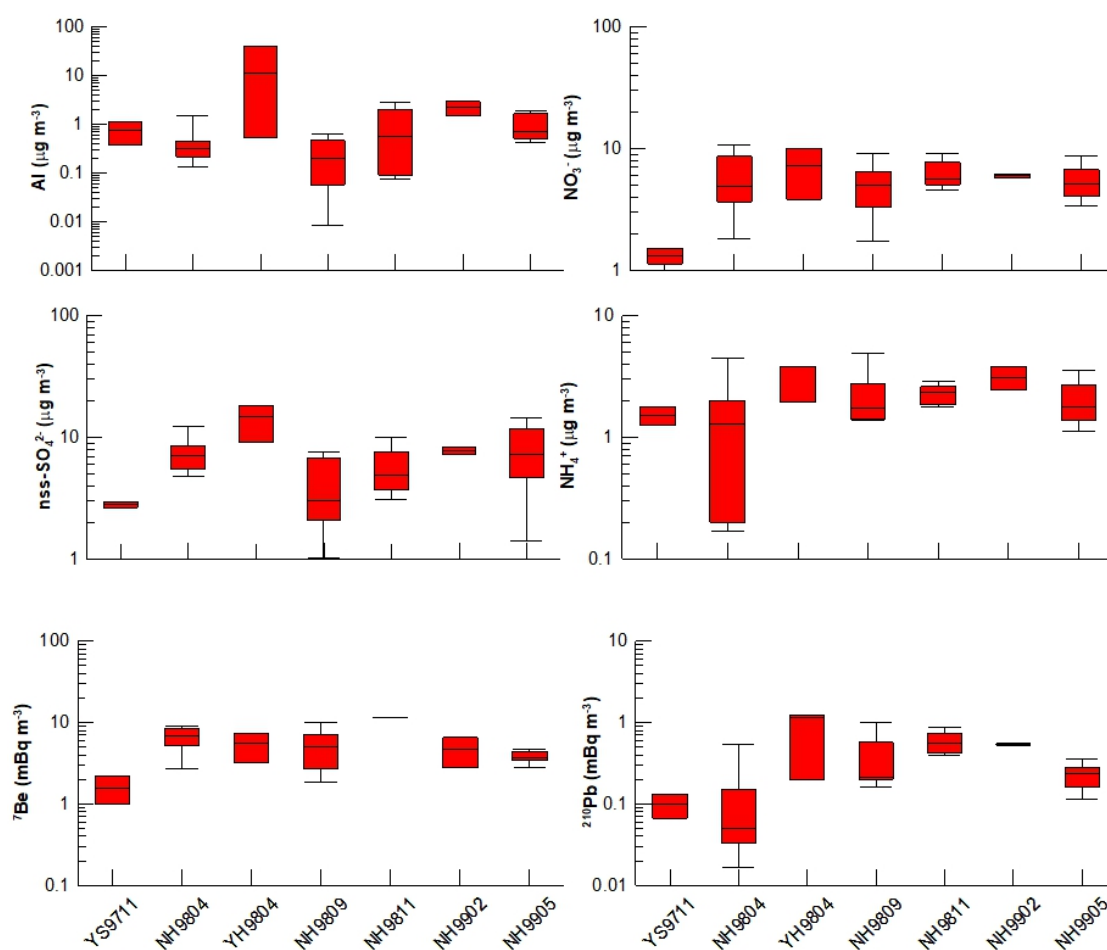 100
10
1
0.1
0.01
0.001
Al (µg m⁻³)
100
10
1
NO₃⁻ (µg m⁻³)
100
10
1
nss-SO₄²⁻ (µg m⁻³)
10
1
0.1
NH₄⁺ (µg m⁻³)
100
10
1
0.1
⁷Be (mBq m⁻³)
YS9711
NH9804
YH9804
NH9809
NH9811
NH9902
NH9905
10
1
0.1
0.01
²¹⁰Pb (mBq m⁻³)
YS9711
NH9804
YH9804
NH9809
NH9811
NH9902
NH9905